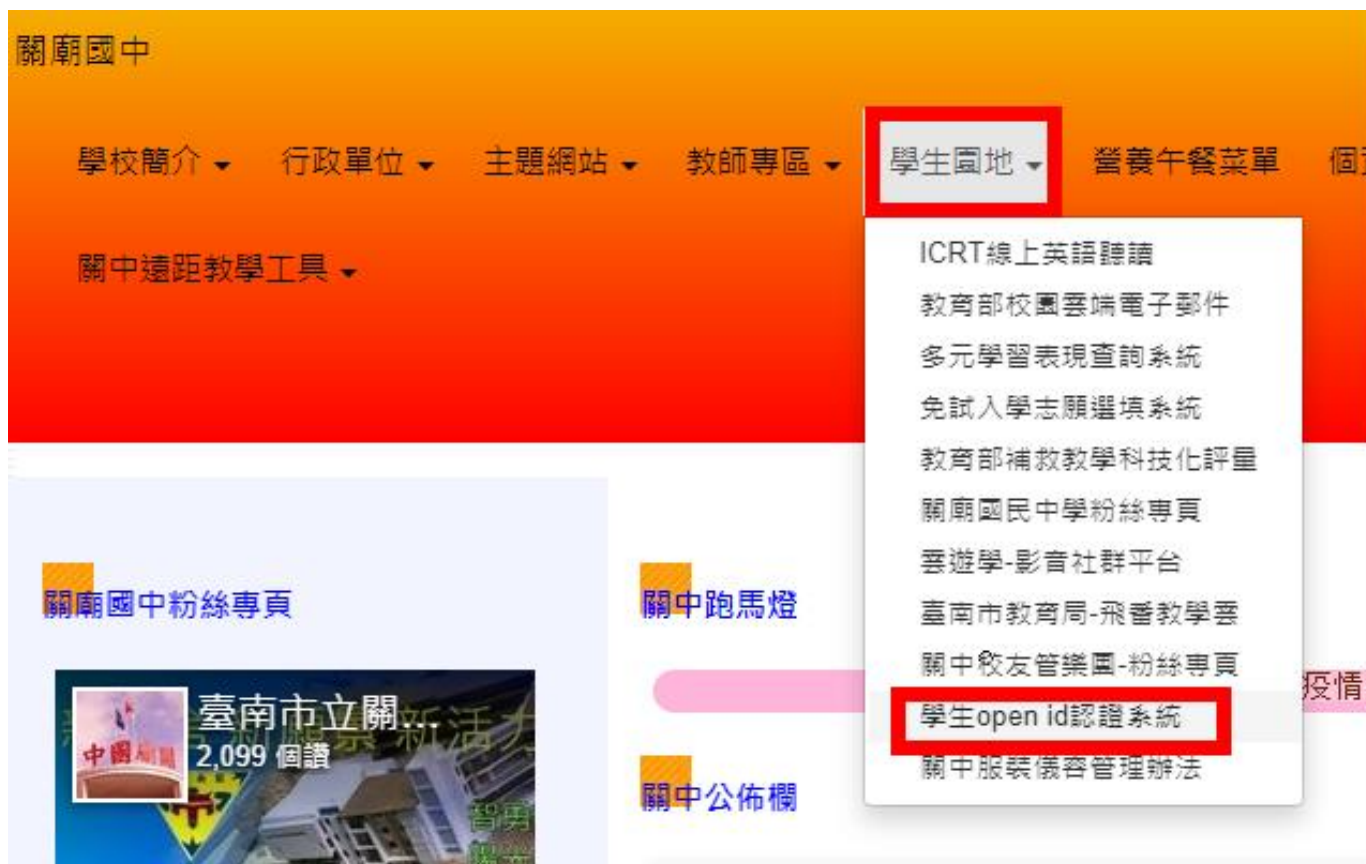 關廟國中
學校簡介 行政單位 主題網站 教師專區 學生園地 營養午餐菜單
關中遠距教學工具
ICRT線上英語聽讀
教育部校園雲端電子郵件
多元學習表現查詢系統
免試入學志願選填系統
教育部補救教學科技化評量
關廟國民中學粉絲專頁
雲遊學-影音社群平台
臺南市教育局-飛番教學雲
關中校友管樂團-粉絲專頁
學生open id認證系統
關中服裝儀容管理辦法
關廟國中粉絲專頁
臺南市立關...
2,099 個讚
關中跑馬燈
疫情
關中公佈欄